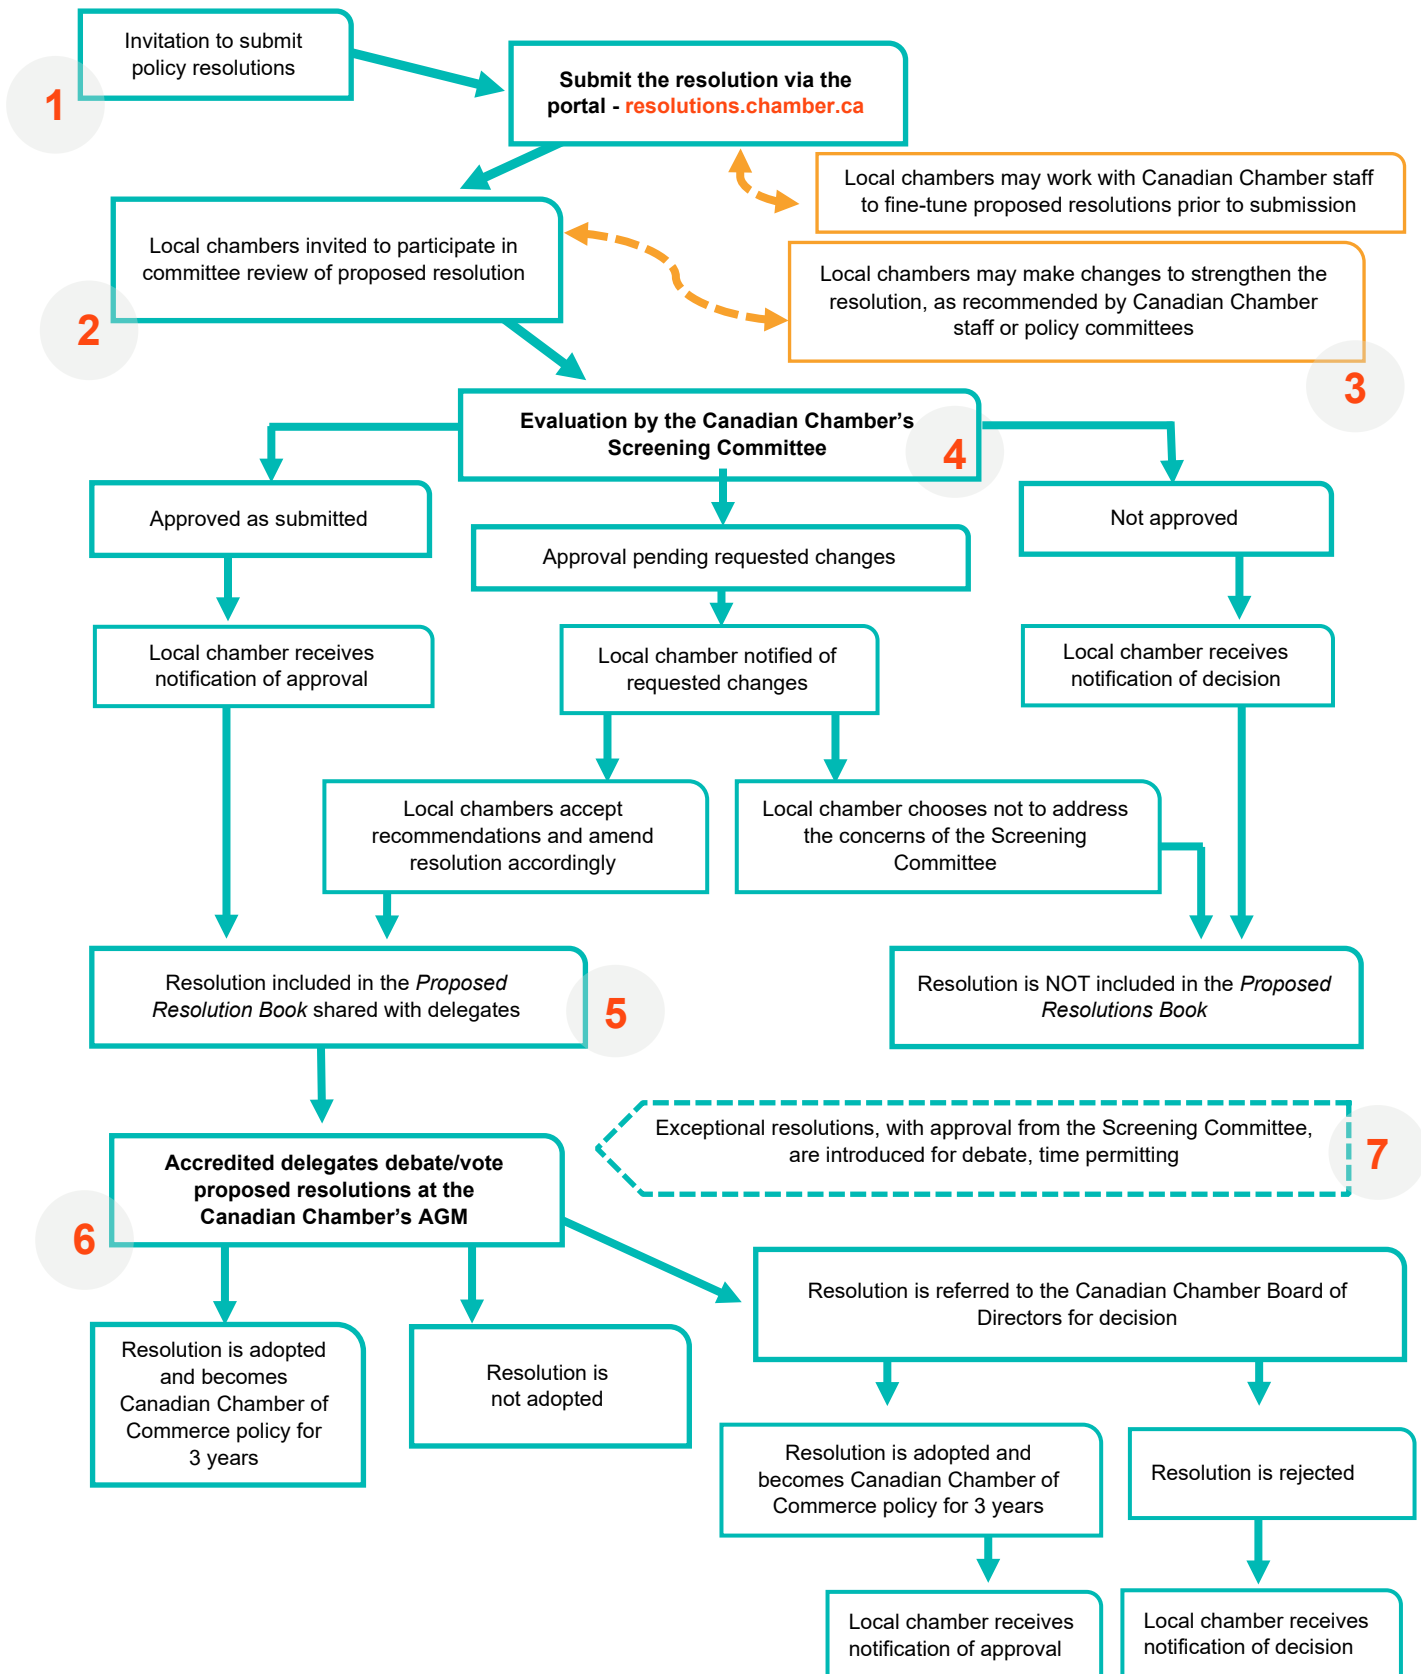 1
Invitation to submit
policy resolutions
Submit the resolution via the
portal - resolutions.chamber.ca
Local chambers may work with Canadian Chamber staff
to fine-tune proposed resolutions prior to submission
2
Local chambers invited to participate in
committee review of proposed resolution
Local chambers may make changes to strengthen the
resolution, as recommended by Canadian Chamber
staff or policy committees
3
Evaluation by the Canadian Chamber’s
Screening Committee
4
Approved as submitted
Approval pending requested changes
Not approved
Local chamber receives
notification of approval
Local chamber notified of
requested changes
Local chamber receives
notification of decision
Local chambers accept
recommendations and amend
resolution accordingly
Local chamber chooses not to address
the concerns of the Screening
Committee
Resolution included in the Proposed
Resolution Book shared with delegates
5
Resolution is NOT included in the Proposed
Resolutions Book
Exceptional resolutions, with approval from the Screening Committee,
are introduced for debate, time permitting
7
Accredited delegates debate/vote
proposed resolutions at the
Canadian Chamber’s AGM
6
Resolution is referred to the Canadian Chamber Board of
Directors for decision
Resolution is adopted
and becomes
Canadian Chamber of
Commerce policy for
3 years
Resolution is
not adopted
Resolution is adopted and
becomes Canadian Chamber of
Commerce policy for 3 years
Resolution is rejected
Local chamber receives
notification of approval
Local chamber receives
notification of decision